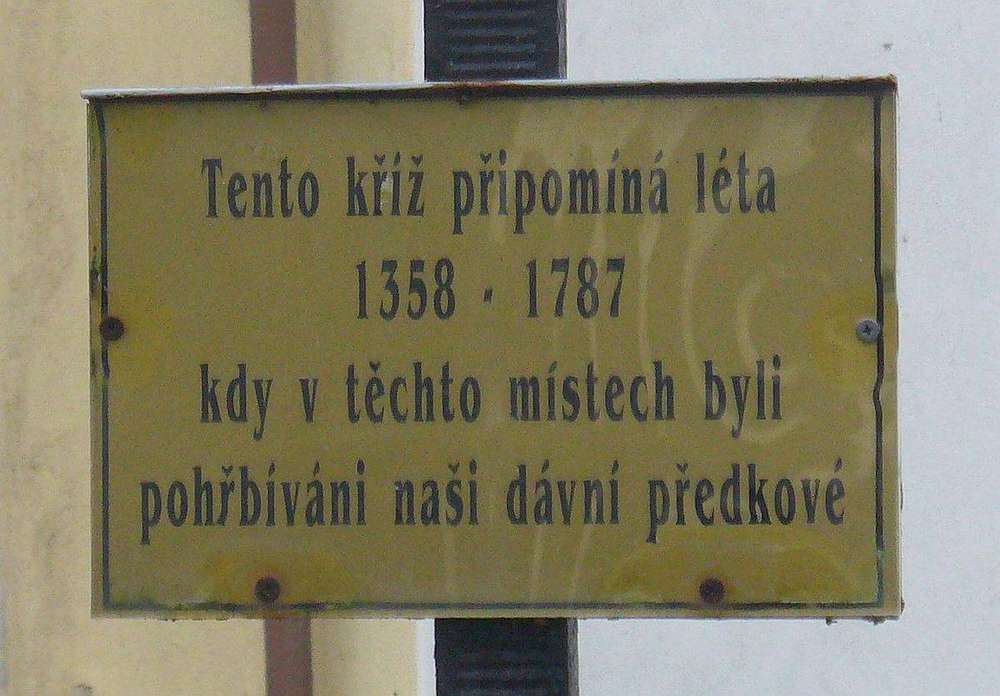 Tento kříž připomíná léta
1358 - 1787
kdy v těchto místech byli
pohřbíváni naši dávní předkové